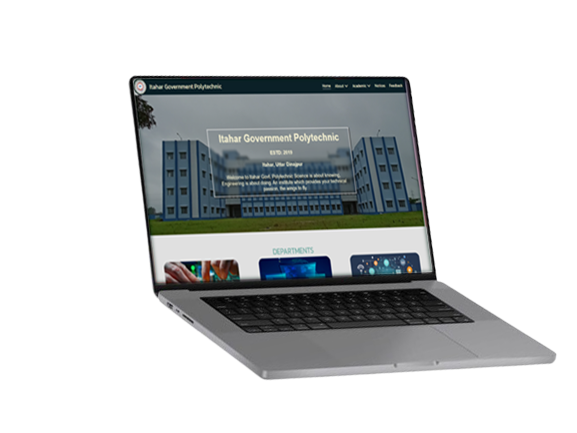 Itahar Government Polytechnic
Home About Academy Notices Feedback
Itahar Government Polytechnic
ESTD: 2016
Itahar, Uttar Dinajpur
Welcome to Itahar Govt. Polytechnic Science is about knowing,
Engineering is about doing. An institute which provides your technical
passion, the wings to fly.
DEPARTMENTS